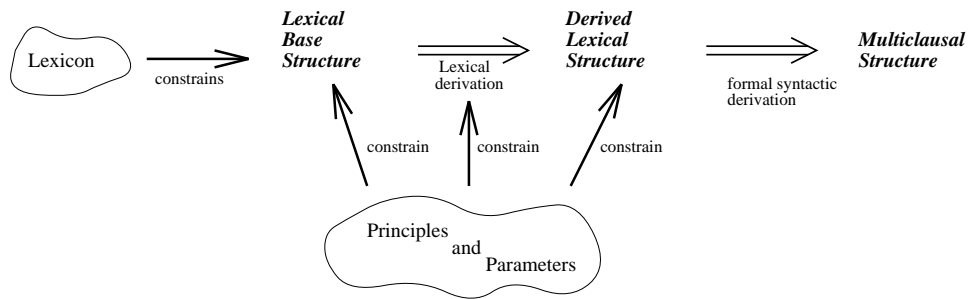 Lexicon
constrains
Lexical
Base
Structure
Lexical
derivation
Derived
Lexical
Structure
formal syntactic
derivation
Multiclausal
Structure
constrain
constrain
constrain
Principles
and
Parameters